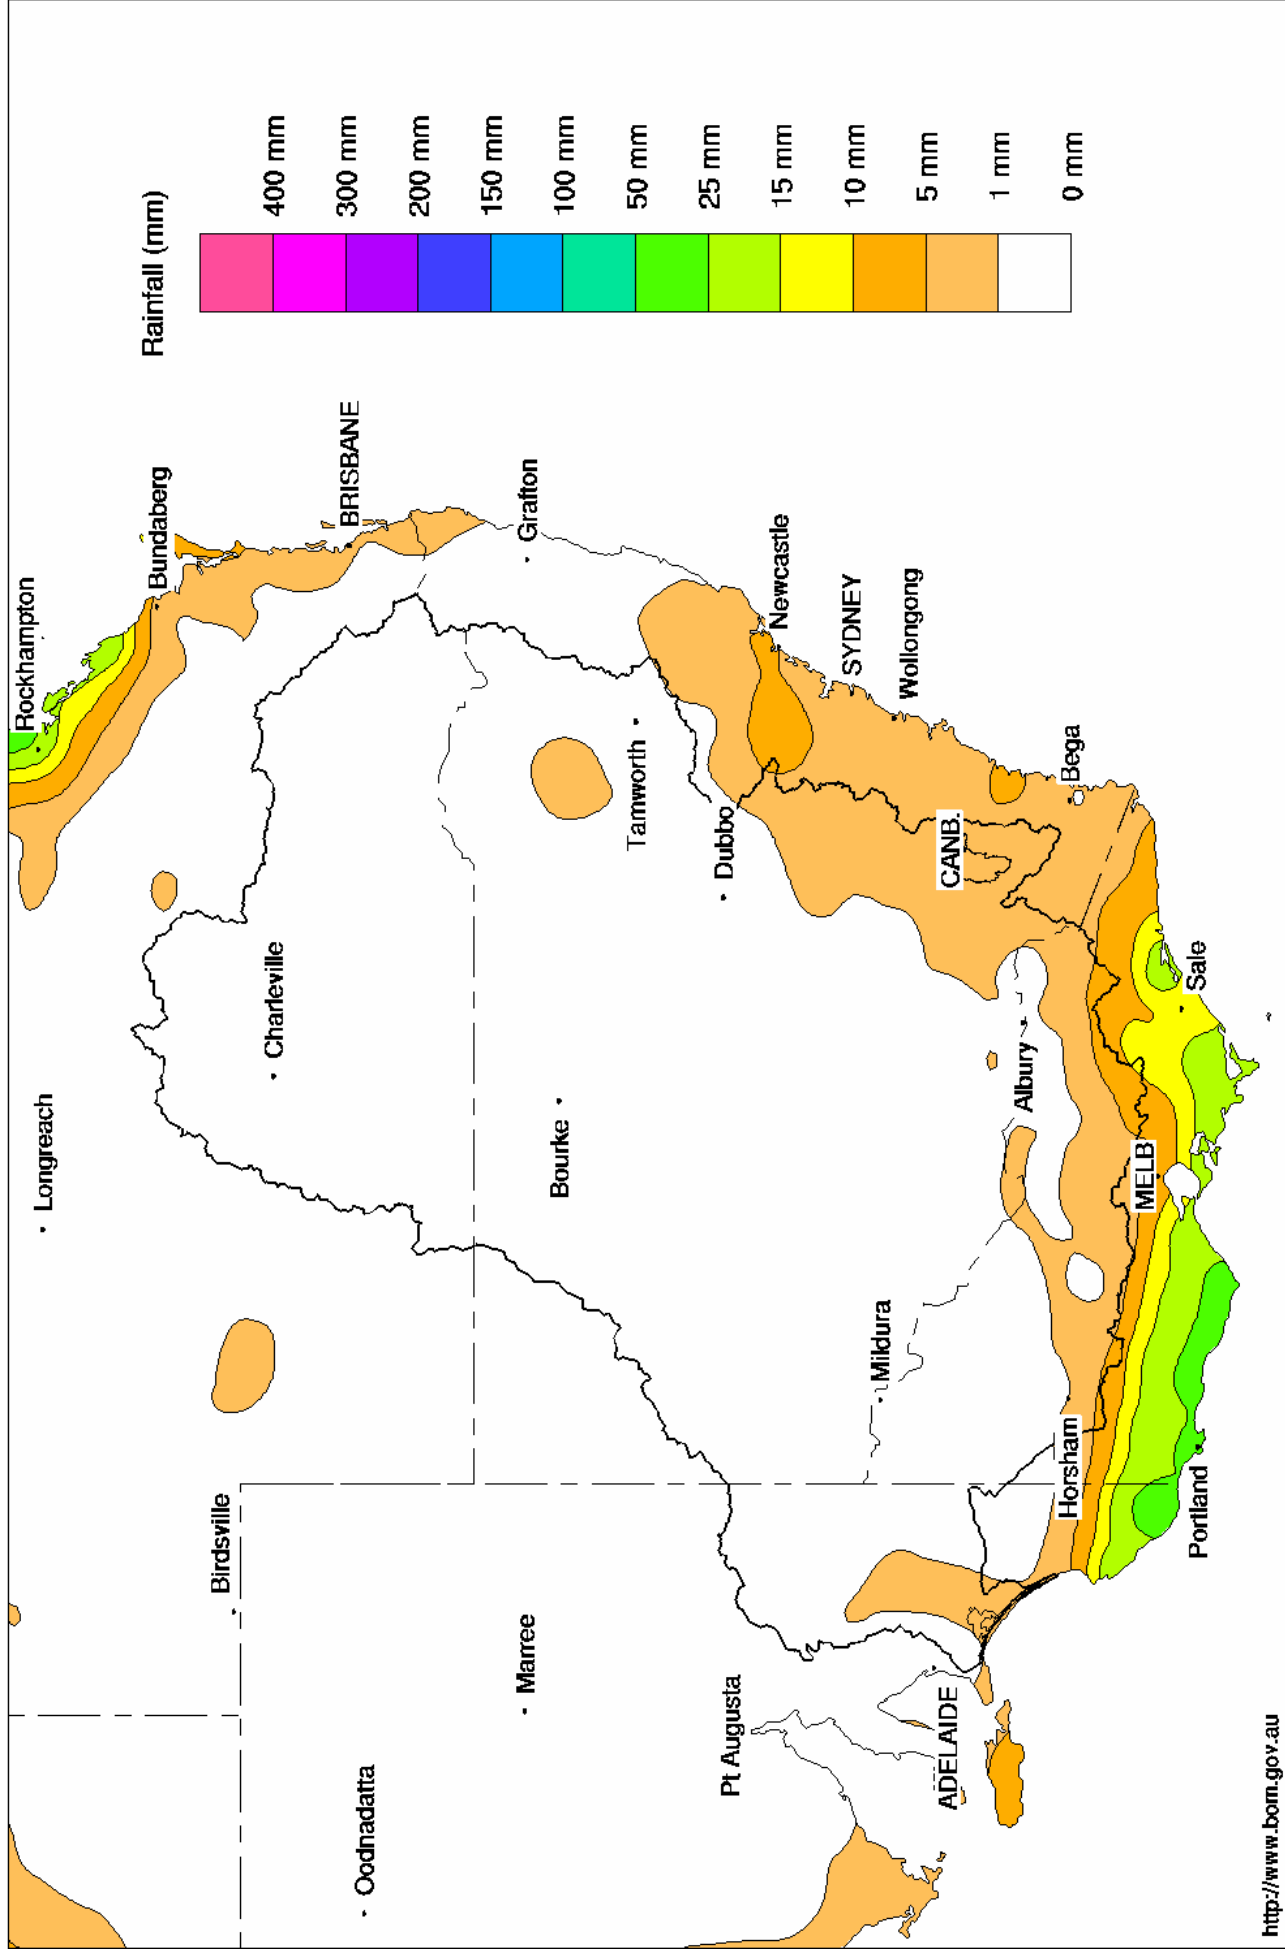 Rainfall (mm)
400 mm
300 mm
200 mm
150 mm
100 mm
50 mm
25 mm
15 mm
10 mm
5 mm
1 mm
0 mm
Rockhampton
Bundaberg
BRISBANE
Grafton
Newcastle
SYDNEY
Wollongong
Bega
Tamworth
Dubbo
CANB.
Longreach
Charleville
Bourke
Albury
Sale
MELB
Mildura
Horsham
Portland
Birdsville
Marree
Oodnadatta
Pt Augusta
ADELAIDE
http://www.bom.gov.au